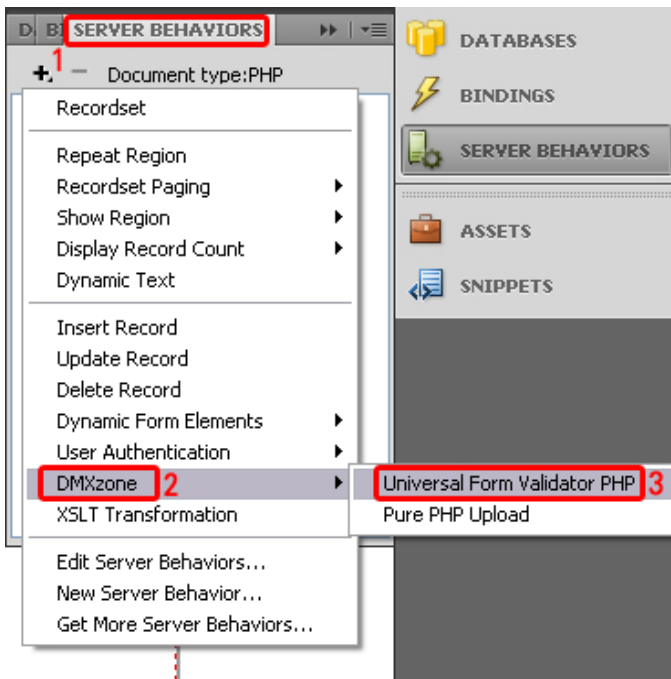 D. BI SERVER BEHAVIORS
1
Document type:PHP
Recordset
Repeat Region
Recordset Paging
Show Region
Display Record Count
Dynamic Text
Insert Record
Update Record
Delete Record
Dynamic Form Elements
User Authentication
DMXzone 2
XSLT Transformation
Edit Server Behaviors...
New Server Behavior...
Get More Server Behaviors...
Universal Form Validator PHP 3
Pure PHP Upload
DATABASES
BINDINGS
SERVER BEHAVIORS
ASSETS
SNIPPETS